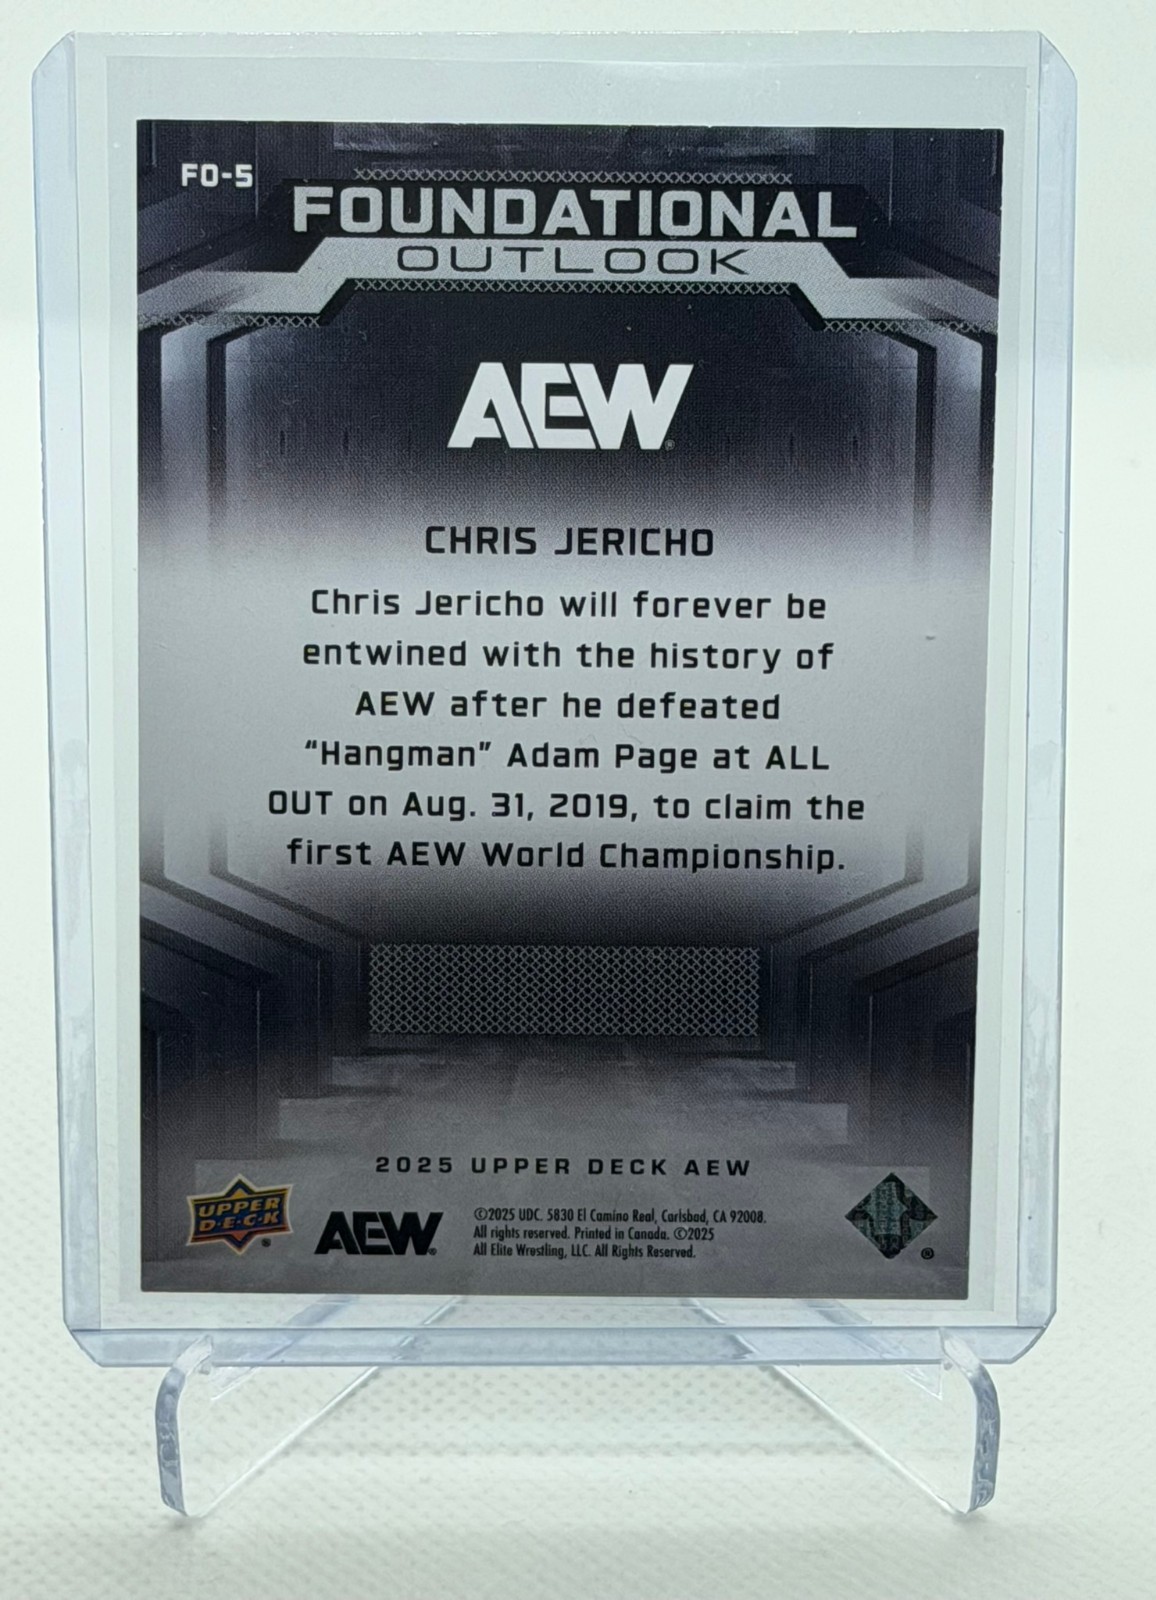 FO-5
FOUNDATIONAL
OUTLOOK
AEW
CHRIS JERICHO
Chris Jericho will forever be
entwined with the history of
AEW after he defeated
“Hangman” Adam Page at ALL
OUT on Aug. 31, 2019, to claim the
first AEW World Championship.
2025 UPPER DECK AEW
UPPER
D·E·C·K
AEW
©2025 UDC. 5830 El Camino Real, Carlsbad, CA 92008.
All rights reserved. Printed in Canada. ©2025
All Elite Wrestling, LLC. All Rights Reserved.